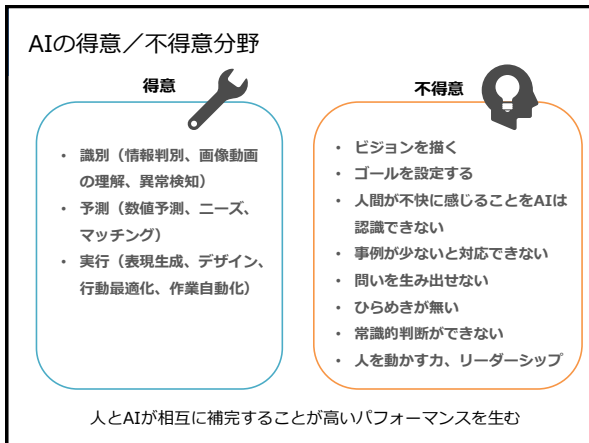 AIの得意／不得意分野
得意
・ 識別（情報判別、画像動画
の理解、異常検知）
・ 予測（数値予測、ニーズ、
マッチング）
・ 実行（表現生成、デザイン、
行動最適化、作業自動化）
不得意
・ ビジョンを描く
・ ゴールを設定する
・ 人間が不快に感じることをAIは
認識できない
・ 事例が少ないと対応できない
・ 問いを生み出せない
・ ひらめきが無い
・ 常識的判断ができない
・ 人を動かす力、リーダーシップ
人とAIが相互に補完することが高いパフォーマンスを生む